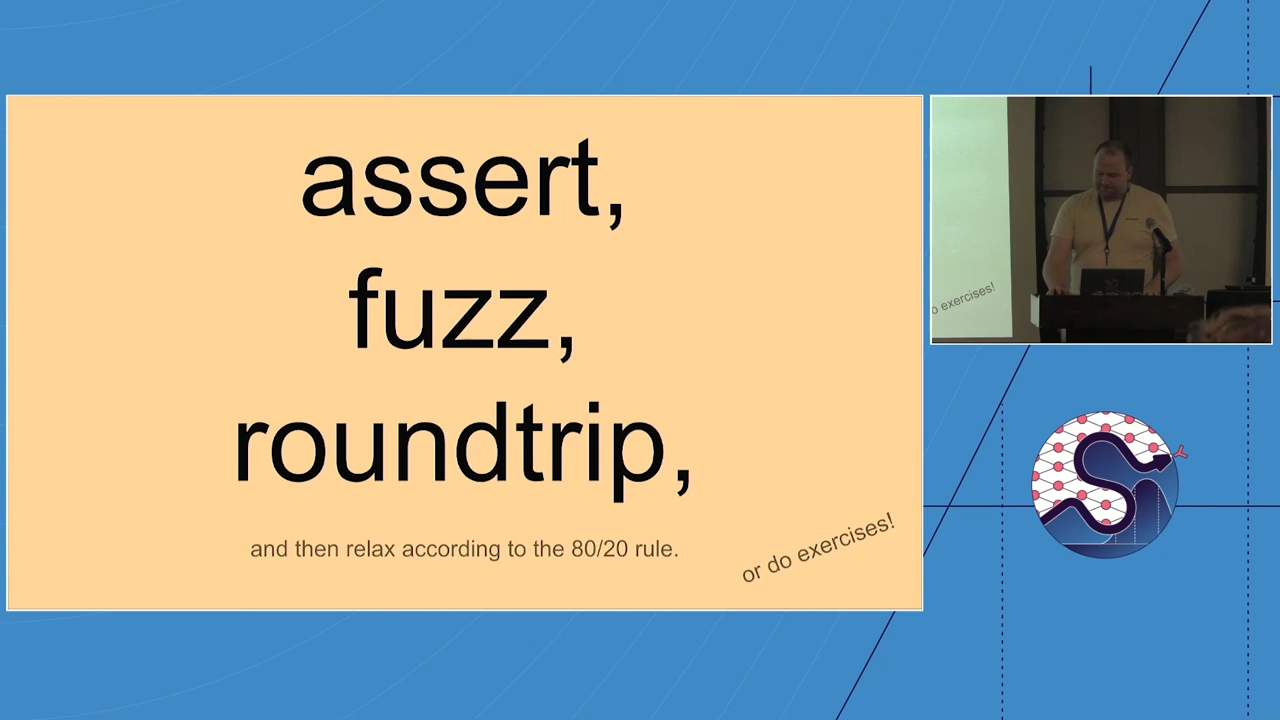 assert,
fuzz,
roundtrip,
and then relax according to the 80/20 rule.
or do exercises!
o exercises!